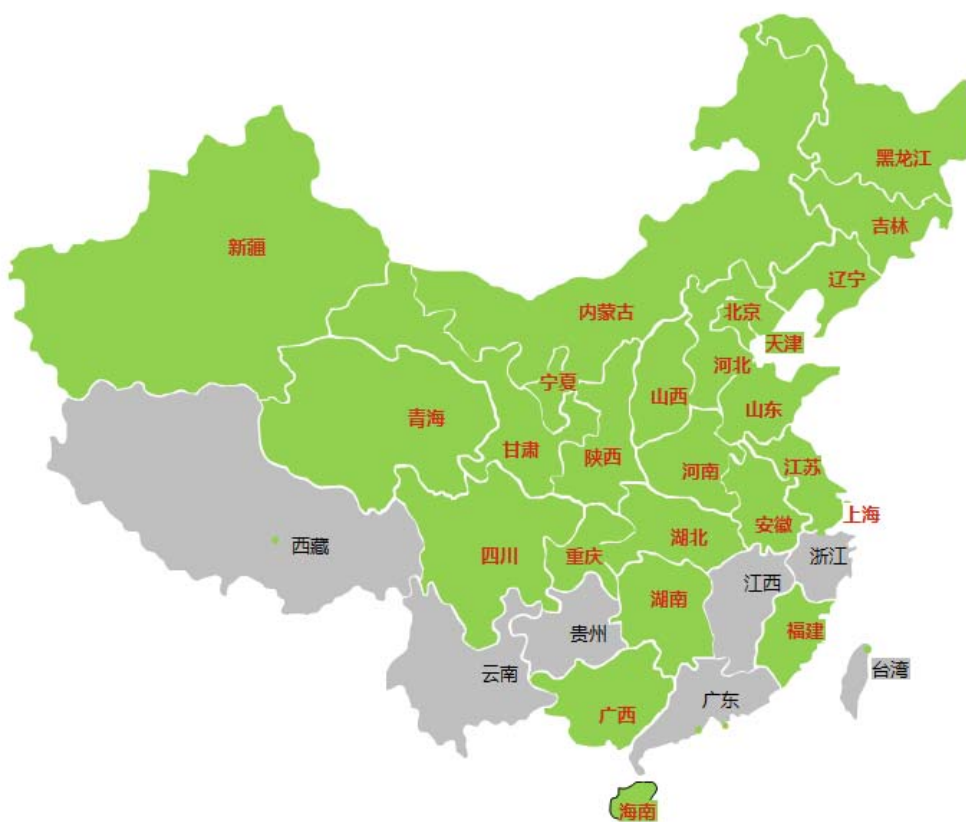 黑龙江
吉林
新疆
辽宁
内蒙古
北京
天津
河北
宁夏
山西
山东
青海
甘肃
陕西
河南
江苏
上海
安徽
湖北
西藏
四川
重庆
浙江
江西
湖南
贵州
福建
云南
台湾
广东
广西
海南